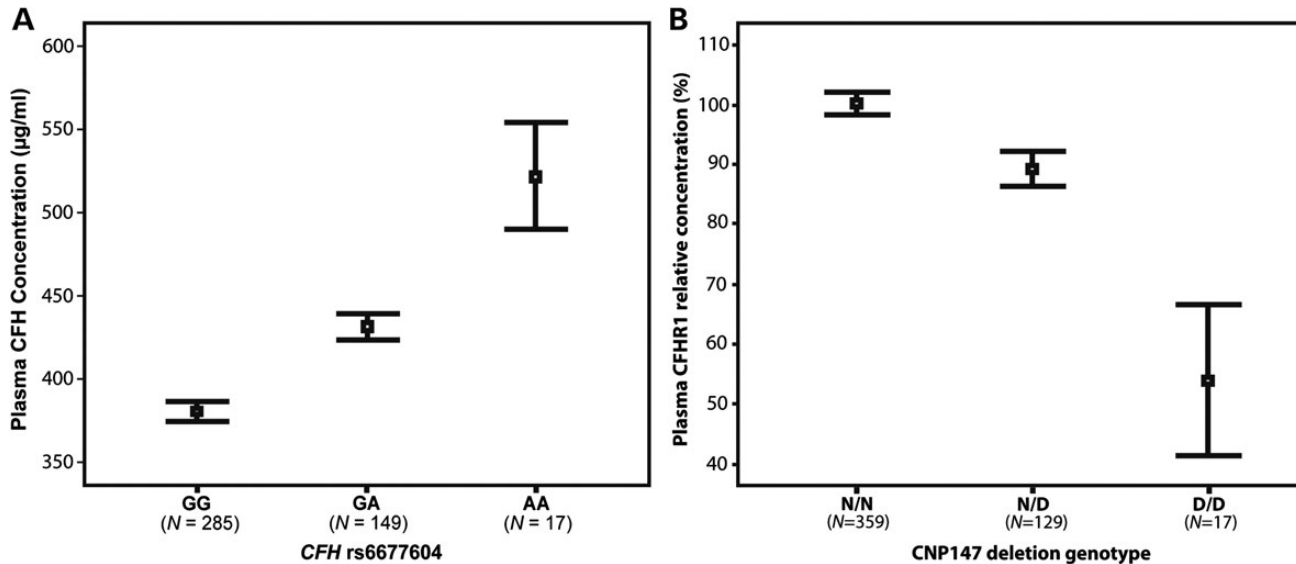 A
Plasma CFH Concentration (µg/ml)
600
550
500
450
400
350
GG
GA
AA
(N = 285)
(N = 149)
(N = 17)
CFH rs6677604
B
Plasma CFHR1 relative concentration (%)
110
100
90
80
70
60
50
40
N/N
N/D
D/D
(N=359)
(N=129)
(N=17)
CNP147 deletion genotype